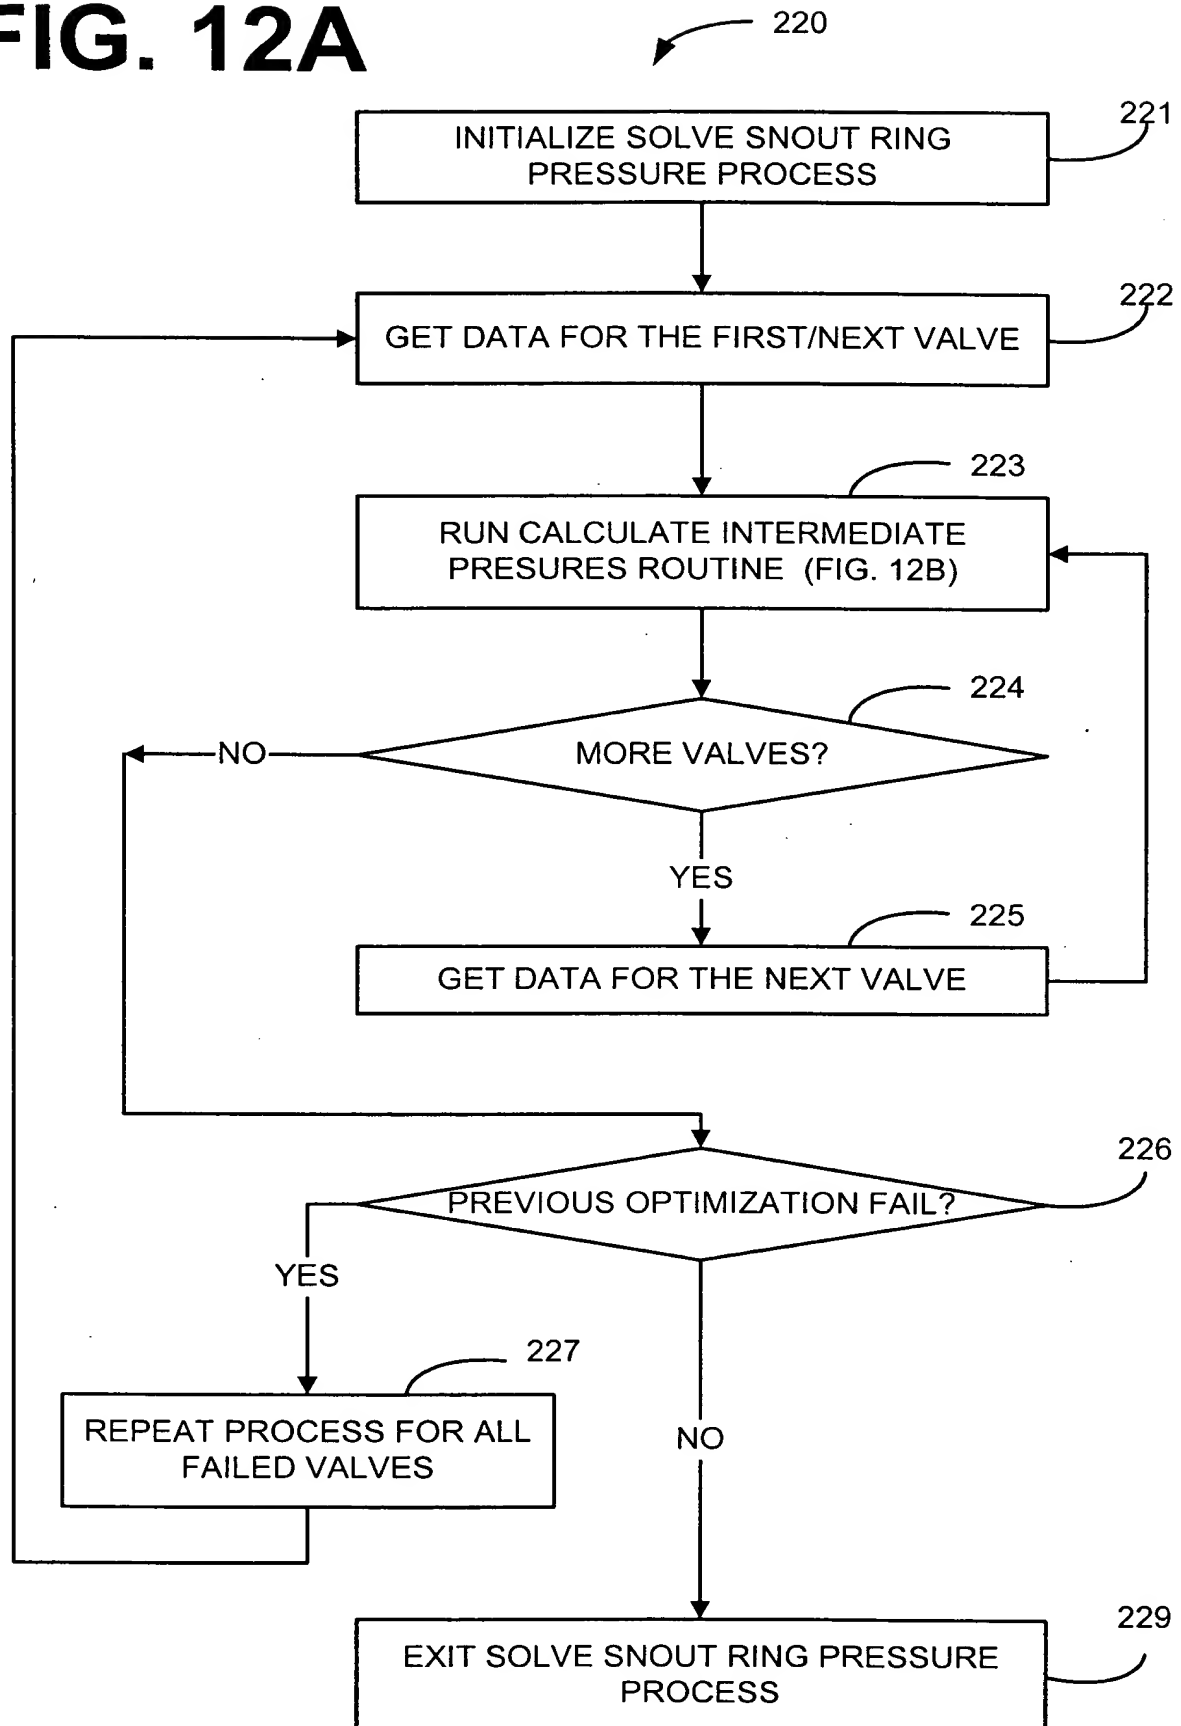 FIG. 12A
220
INITIALIZE SOLVE SNOUT RING
PRESSURE PROCESS
221
GET DATA FOR THE FIRST/NEXT VALVE
222
223
RUN CALCULATE INTERMEDIATE
PRESURES ROUTINE (FIG. 12B)
224
MORE VALVES?
NO
YES
225
GET DATA FOR THE NEXT VALVE
226
PREVIOUS OPTIMIZATION FAIL?
YES
227
REPEAT PROCESS FOR ALL
FAILED VALVES
NO
229
EXIT SOLVE SNOUT RING PRESSURE
PROCESS